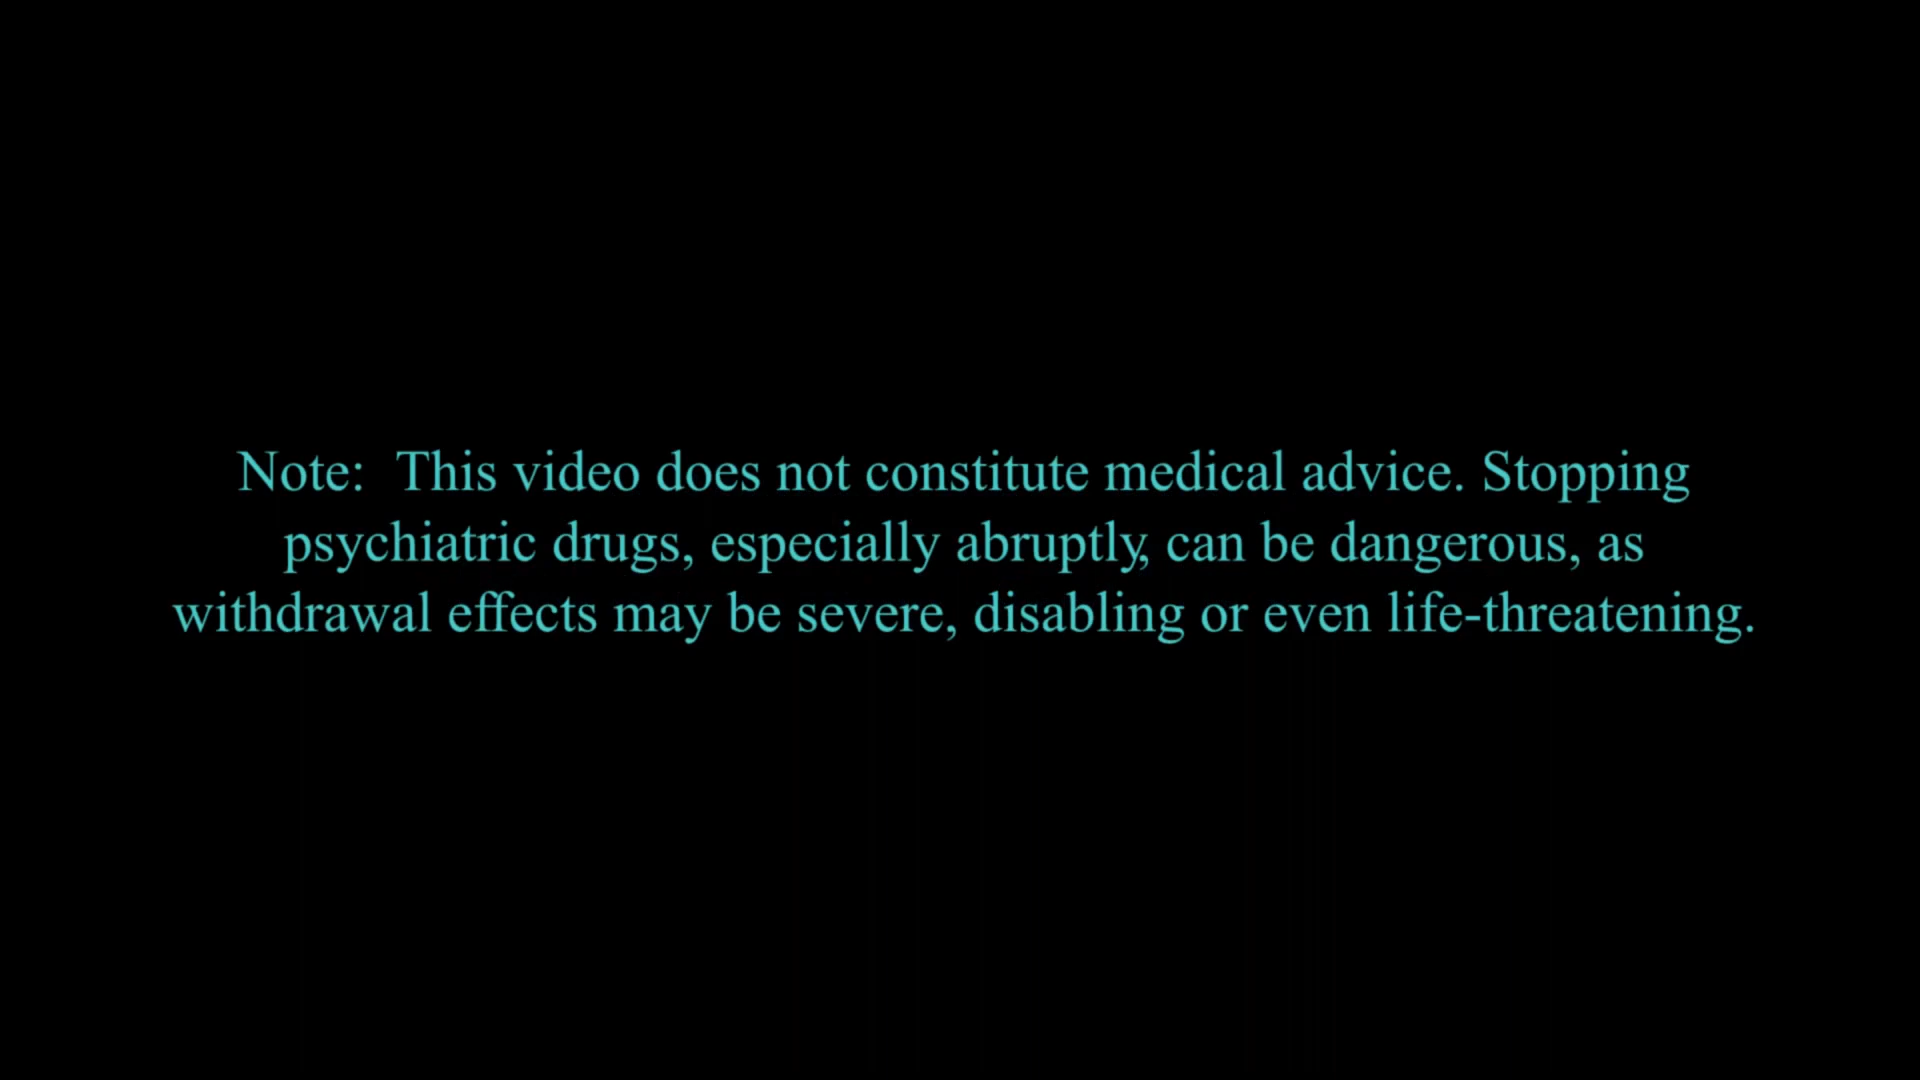 Note:  This video does not constitute medical advice. Stopping
psychiatric drugs, especially abruptly, can be dangerous, as
withdrawal effects may be severe, disabling or even life-threatening.